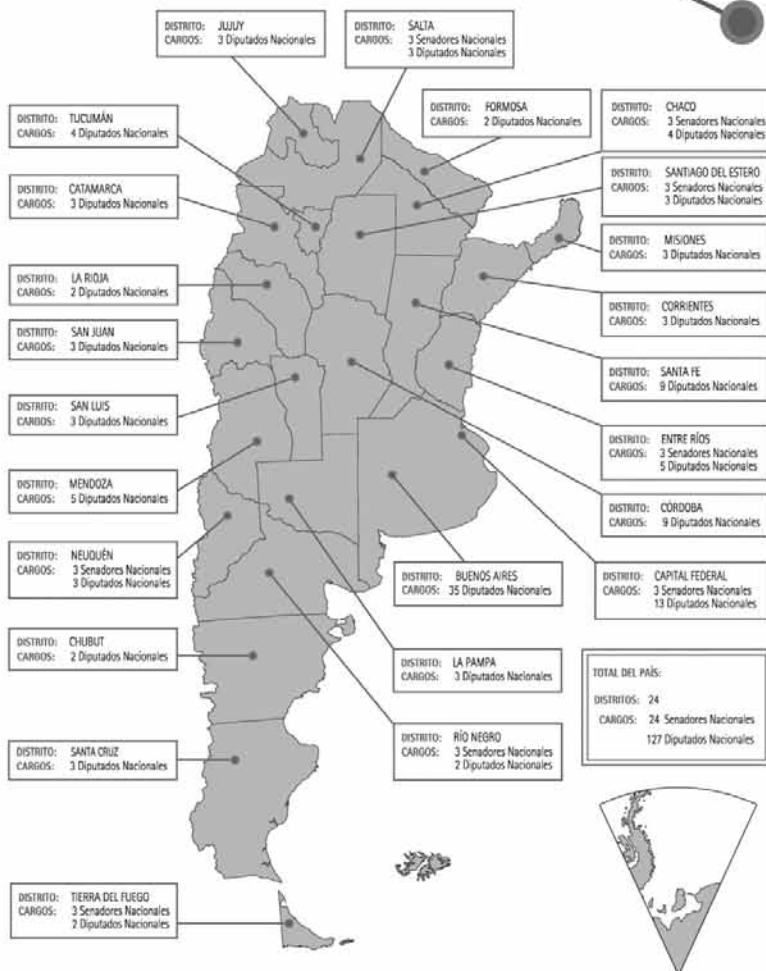 DISTRITO: JUJUY
CARGOS: 3 Diputados Nacionales
DISTRITO: SALTA
CARGOS: 3 Senadores Nacionales
3 Diputados Nacionales
DISTRITO: TUCUMÁN
CARGOS: 4 Diputados Nacionales
DISTRITO: FORMOSA
CARGOS: 2 Diputados Nacionales
DISTRITO: CHACO
CARGOS: 3 Senadores Nacionales
4 Diputados Nacionales
DISTRITO: CATAMARCA
CARGOS: 3 Diputados Nacionales
DISTRITO: SANTIAGO DEL ESTERO
CARGOS: 3 Senadores Nacionales
3 Diputados Nacionales
DISTRITO: MISIONES
CARGOS: 3 Diputados Nacionales
DISTRITO: LA RIOJA
CARGOS: 2 Diputados Nacionales
DISTRITO: CORRIENTES
CARGOS: 3 Diputados Nacionales
DISTRITO: SAN JUAN
CARGOS: 3 Diputados Nacionales
DISTRITO: SANTA FE
CARGOS: 9 Diputados Nacionales
DISTRITO: SAN LUIS
CARGOS: 3 Diputados Nacionales
DISTRITO: ENTRE RÍOS
CARGOS: 3 Senadores Nacionales
5 Diputados Nacionales
DISTRITO: MENDOZA
CARGOS: 5 Diputados Nacionales
DISTRITO: CÓRDOBA
CARGOS: 9 Diputados Nacionales
DISTRITO: NEUQUÉN
CARGOS: 3 Senadores Nacionales
3 Diputados Nacionales
DISTRITO: BUENOS AIRES
CARGOS: 35 Diputados Nacionales
DISTRITO: CAPITAL FEDERAL
CARGOS: 3 Senadores Nacionales
13 Diputados Nacionales
DISTRITO: CHUBUT
CARGOS: 2 Diputados Nacionales
DISTRITO: LA PAMPA
CARGOS: 3 Diputados Nacionales
TOTAL DEL PAÍS:
DISTRITOS: 24
CARGOS: 24 Senadores Nacionales
127 Diputados Nacionales
DISTRITO: SANTA CRUZ
CARGOS: 3 Diputados Nacionales
DISTRITO: RÍO NEGRO
CARGOS: 3 Senadores Nacionales
2 Diputados Nacionales
DISTRITO: TIERRA DEL FUEGO
CARGOS: 3 Senadores Nacionales
2 Diputados Nacionales